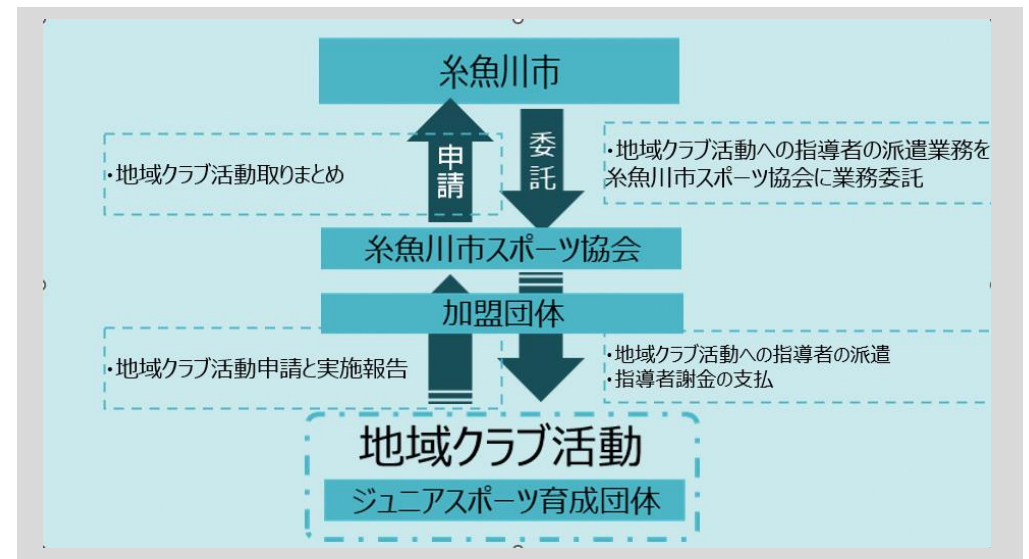 糸魚川市
申請
委託
・地域クラブ活動取りまとめ
・地域クラブ活動への指導者の派遣業務を
糸魚川市スポーツ協会に業務委託
糸魚川市スポーツ協会
加盟団体
・地域クラブ活動申請と実施報告
・地域クラブ活動への指導者の派遣
・指導者謝金の支払
地域クラブ活動
ジュニアスポーツ育成団体